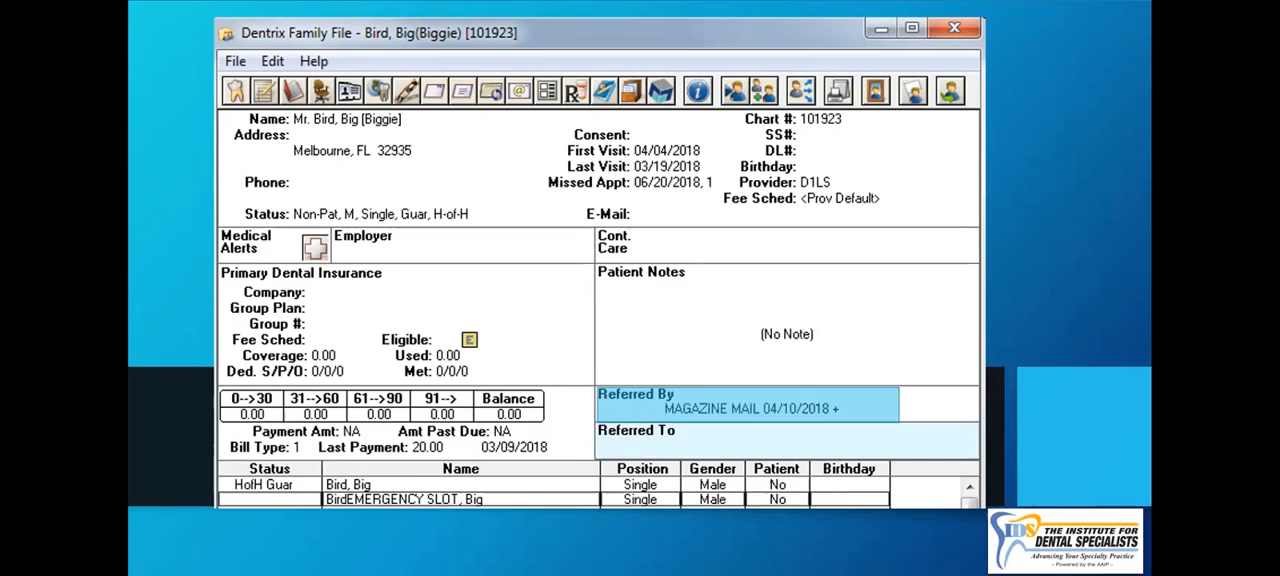 Dentrix Family File - Bird, Big(Biggie) [101923]
File Edit Help
Name: Mr. Bird, Big [Biggie]
Chart #: 101923
Address:
Consent:
SS#:
Melbourne, FL 32935
First Visit: 04/04/2018
DL#:
Last Visit: 03/19/2018
Birthday:
Phone:
Missed Appt: 06/20/2018, 1
Provider: D1LS
Fee Sched: <Prov Default>
Status: Non-Pat, M, Single, Guar, H-of-H
E-Mail:
Medical
Alerts
Employer
Cont.
Care
Primary Dental Insurance
Company:
Group Plan:
Group #:
Fee Sched: Eligible: E
Coverage: 0.00 Used: 0.00
Ded. S/P/O: 0/0/0 Met: 0/0/0
Patient Notes
(No Note)
0-->30 31-->60 61-->90 91--> Balance
0.00 0.00 0.00 0.00 0.00
Payment Amt: NA Amt Past Due: NA
Bill Type: 1 Last Payment: 20.00 03/09/2018
Referred By
MAGAZINE MAIL 04/10/2018 +
Referred To
Status Name Position Gender Patient Birthday
HofH Guar Bird, Big Single Male No
BirdEMERGENCY SLOT, Big Single Male No
IDS
THE INSTITUTE FOR
DENTAL SPECIALISTS
Advancing Your Specialty Practice
- Powered by the AAIP -